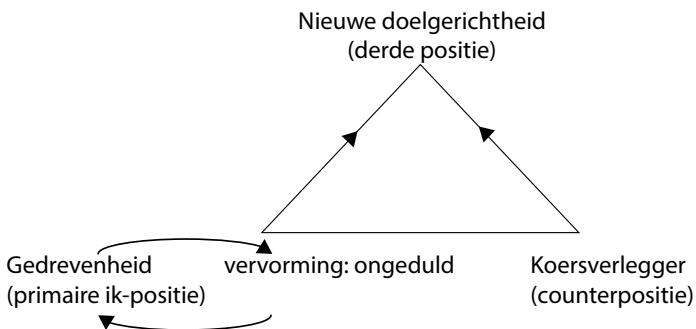 Nieuwe doelgerichtheid
(derde positie)
Gedrevenheid
(primaire ik-positie)
vervorming: ongeduld
Koersverlegger
(counterpositie)